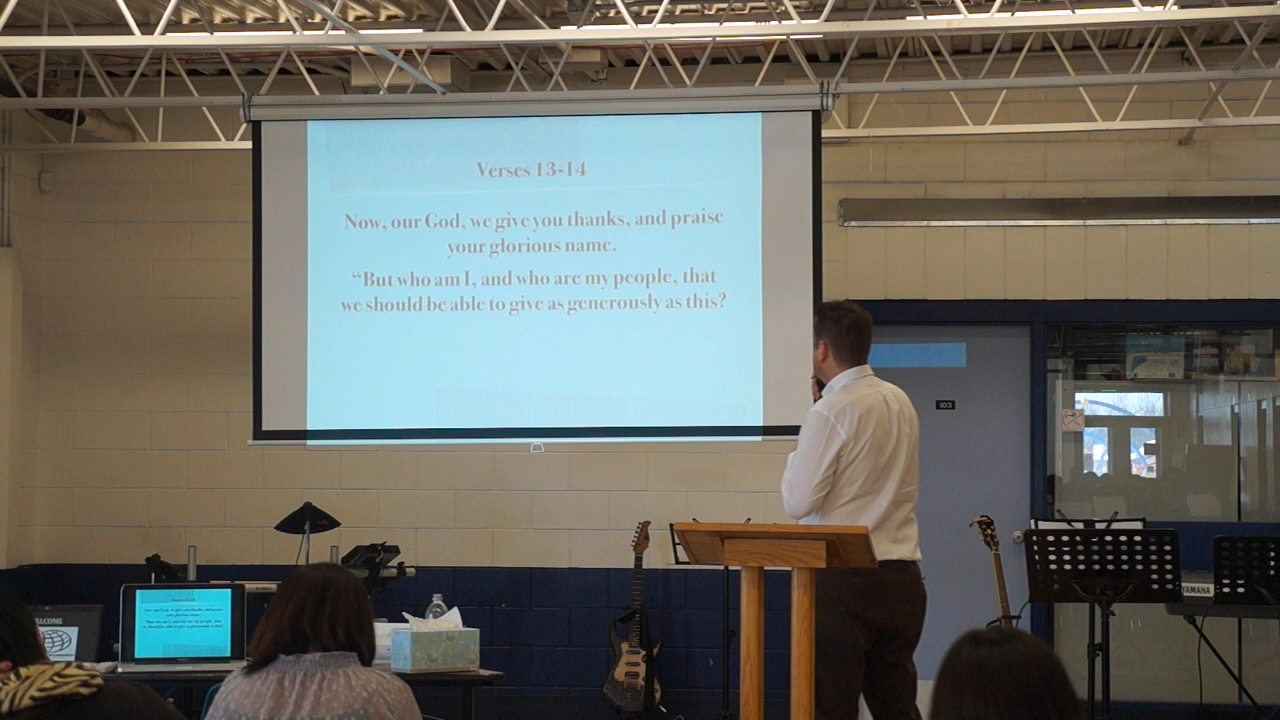 Verses 13-14
Now, our God, we give you thanks, and praise
your glorious name.
“But who am I, and who are my people, that
we should be able to give as generously as this?
103
YAMAHA